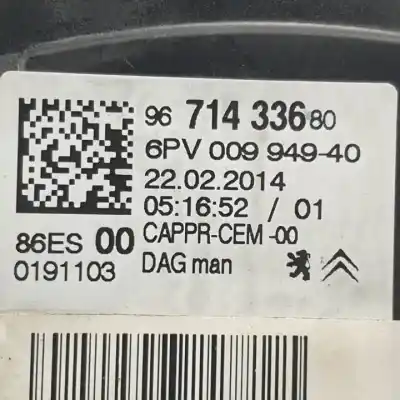 96 714 336 80
6PV 009 949-40
22.02.2014
05:16:52 / 01
86ES 00 CAPPR-CEM -00
0191103 DAG man